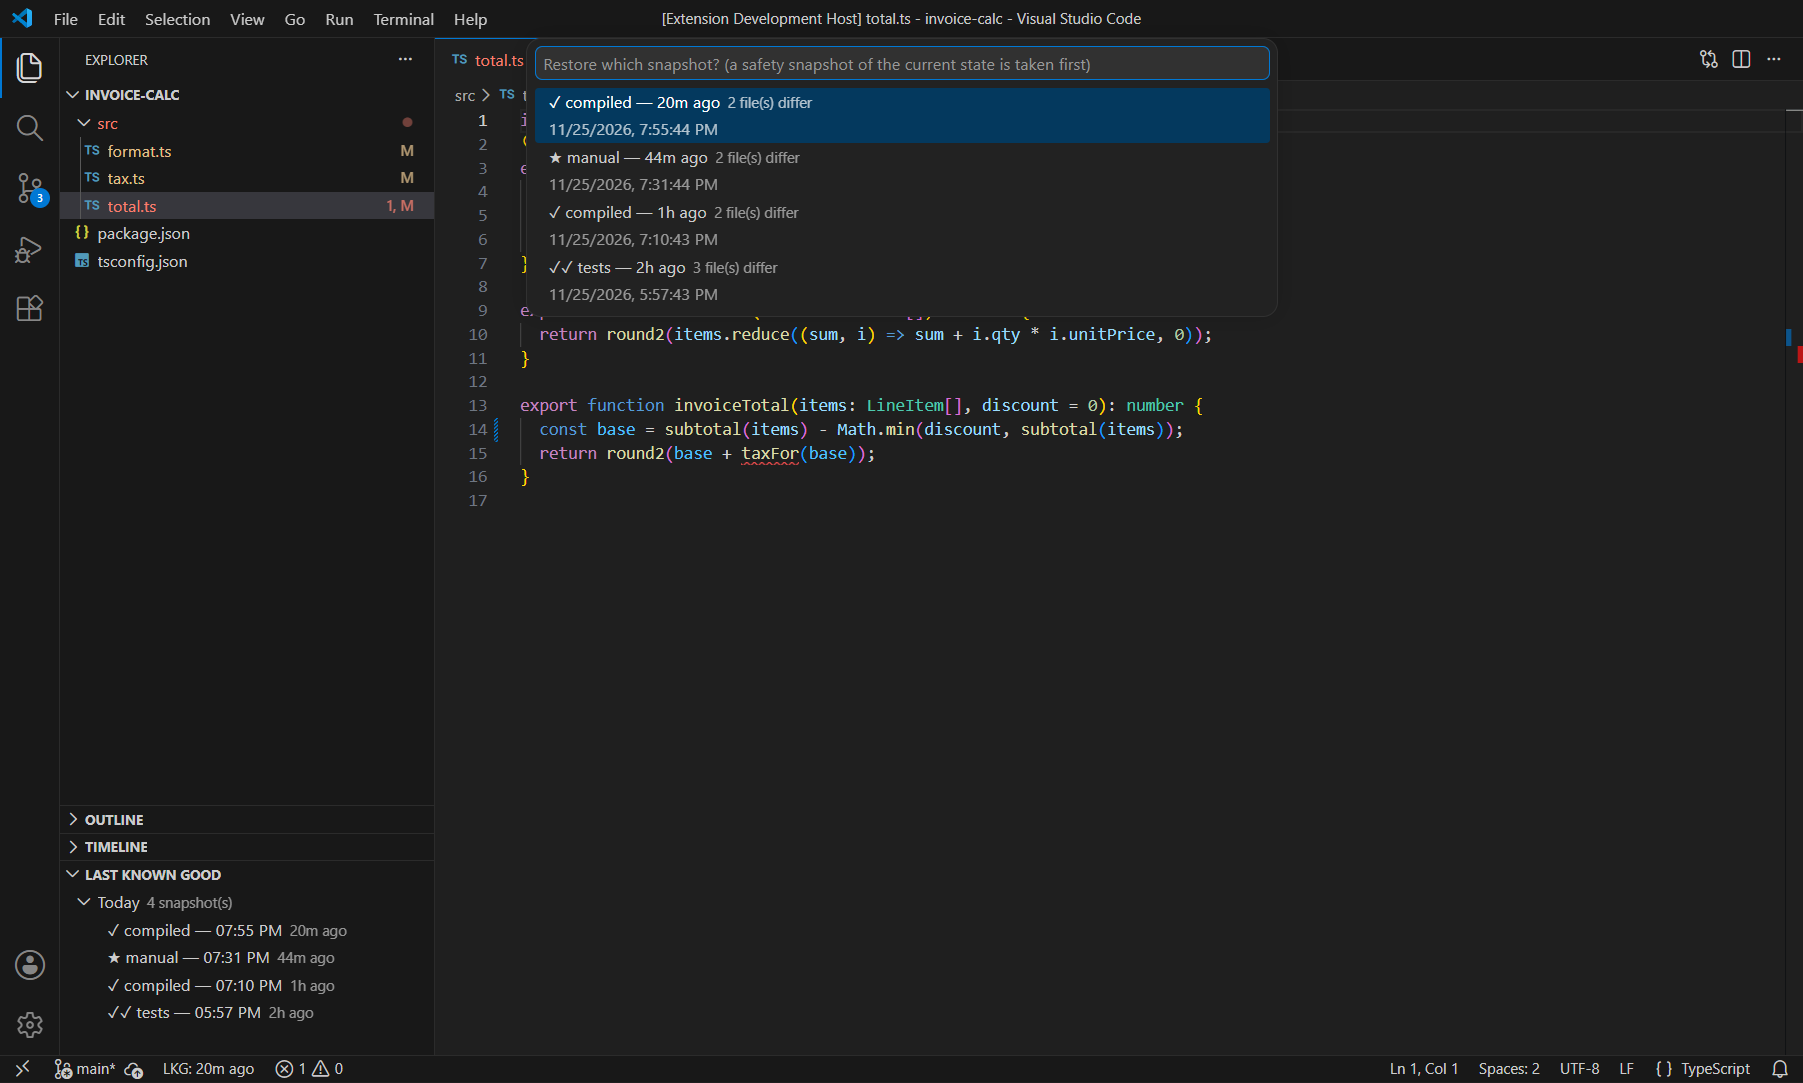 File Edit Selection View Go Run Terminal Help
[Extension Development Host] total.ts - invoice-calc - Visual Studio Code
EXPLORER
INVOICE-CALC
src
TS format.ts M
TS tax.ts M
TS total.ts 1, M
{} package.json
TS tsconfig.json
3
OUTLINE
TIMELINE
LAST KNOWN GOOD
Today 4 snapshot(s)
✓ compiled — 07:55 PM 20m ago
★ manual — 07:31 PM 44m ago
✓ compiled — 07:10 PM 1h ago
✓✓ tests — 05:57 PM 2h ago
TS total.ts
src > TS
Restore which snapshot? (a safety snapshot of the current state is taken first)
✓ compiled — 20m ago 2 file(s) differ
11/25/2026, 7:55:44 PM
★ manual — 44m ago 2 file(s) differ
11/25/2026, 7:31:44 PM
✓ compiled — 1h ago 2 file(s) differ
11/25/2026, 7:10:43 PM
✓✓ tests — 2h ago 3 file(s) differ
11/25/2026, 5:57:43 PM
1
2
3
4
5
6
7 }
8
9
10 return round2(items.reduce((sum, i) => sum + i.qty * i.unitPrice, 0));
11 }
12
13 export function invoiceTotal(items: LineItem[], discount = 0): number {
14 const base = subtotal(items) - Math.min(discount, subtotal(items));
15 return round2(base + taxFor(base));
16 }
17
main* LKG: 20m ago 1 0
Ln 1, Col 1 Spaces: 2 UTF-8 LF { } TypeScript